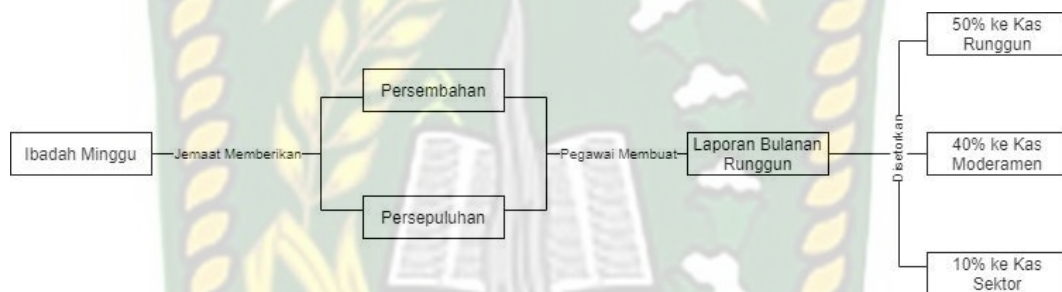 Ibadah Minggu
Jemaat Memberikan
Persembahan
Persepuluhan
Pegawai Membuat
Laporan Bulanan
Runggun
Disetorkan
50% ke Kas
Runggun
40% ke Kas
Moderamen
10% ke Kas
Sektor